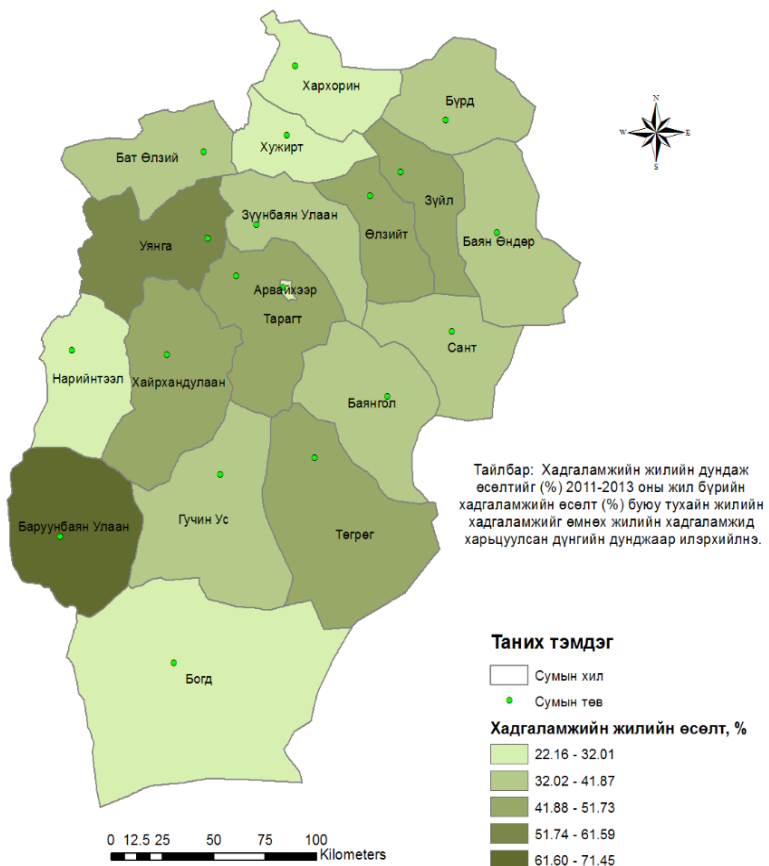 Хархорин
Бүрд
N
W E
S
Хужирт
Бат Өлзий
Зүйл
Зүүнбаян Улаан
Өлзийт
Баян Өндөр
Уянга
Арвайхээр
Тарагт
Сант
Нарийнтээл
Хайрхандулаан
Баянгол
Тайлбар: Хадгаламжийн жилийн дундаж
өсөлтийг (%) 2011-2013 оны жил бүрийн
хадгаламжийн өсөлт (%) буюу тухайн жилийн
хадгаламжийг өмнөх жилийн хадгаламжид
харьцуулсан дүнгийн дунджаар илэрхийлнэ.
Баруунбаян Улаан
Гучин Ус
Төгрөг
Богд
Таних тэмдэг
Сумын хил
Сумын төв
Хадгаламжийн жилийн өсөлт, %
22.16 - 32.01
32.02 - 41.87
41.88 - 51.73
51.74 - 61.59
61.60 - 71.45
0 12.5 25 50 75 100
Kilometers